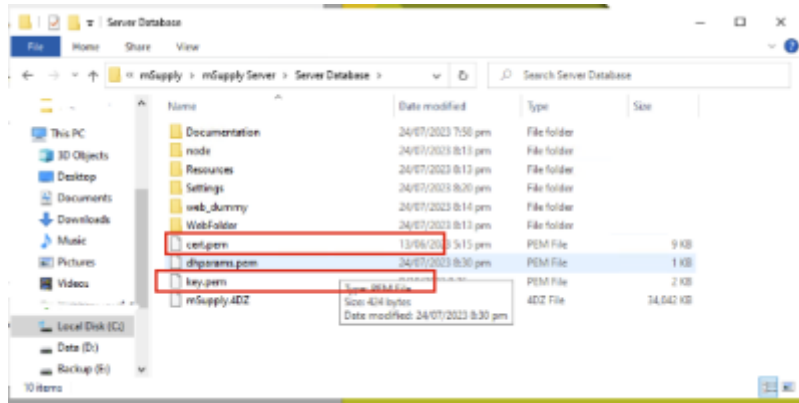 Server Database
File Home Share View
« mSupply > mSupply Server > Server Database >
Search Server Database
Name Date modified Type Size
This PC
3D Objects
Desktop
Documents
Downloads
Music
Pictures
Videos
Local Disk (C:)
Data (D:)
Backup (E:)
Documentation 24/07/2023 7:58 pm File folder
node 24/07/2023 8:13 pm File folder
Resources 24/07/2023 8:13 pm File folder
Settings 24/07/2023 8:20 pm File folder
web_dummy 24/07/2023 8:14 pm File folder
WebFolder 24/07/2023 8:13 pm File folder
cert.pem 13/06/2023 5:15 pm PEM File 9 KB
dhparams.pem 24/07/2023 8:30 pm PEM File 1 KB
key.pem PEM File 2 KB
mSupply.4DZ 4DZ File 34,042 KB
Type: PEM File
Size: 424 bytes
Date modified: 24/07/2023 8:30 pm
10 items